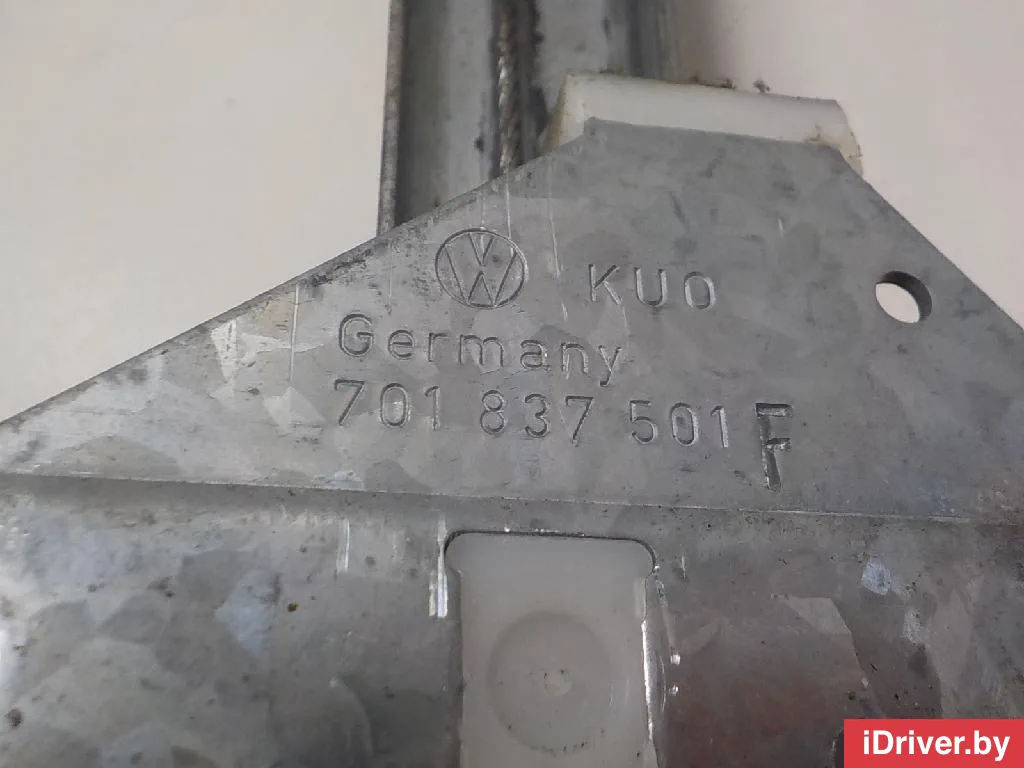 KUO
Germany
701 837 501 F
iDriver.by